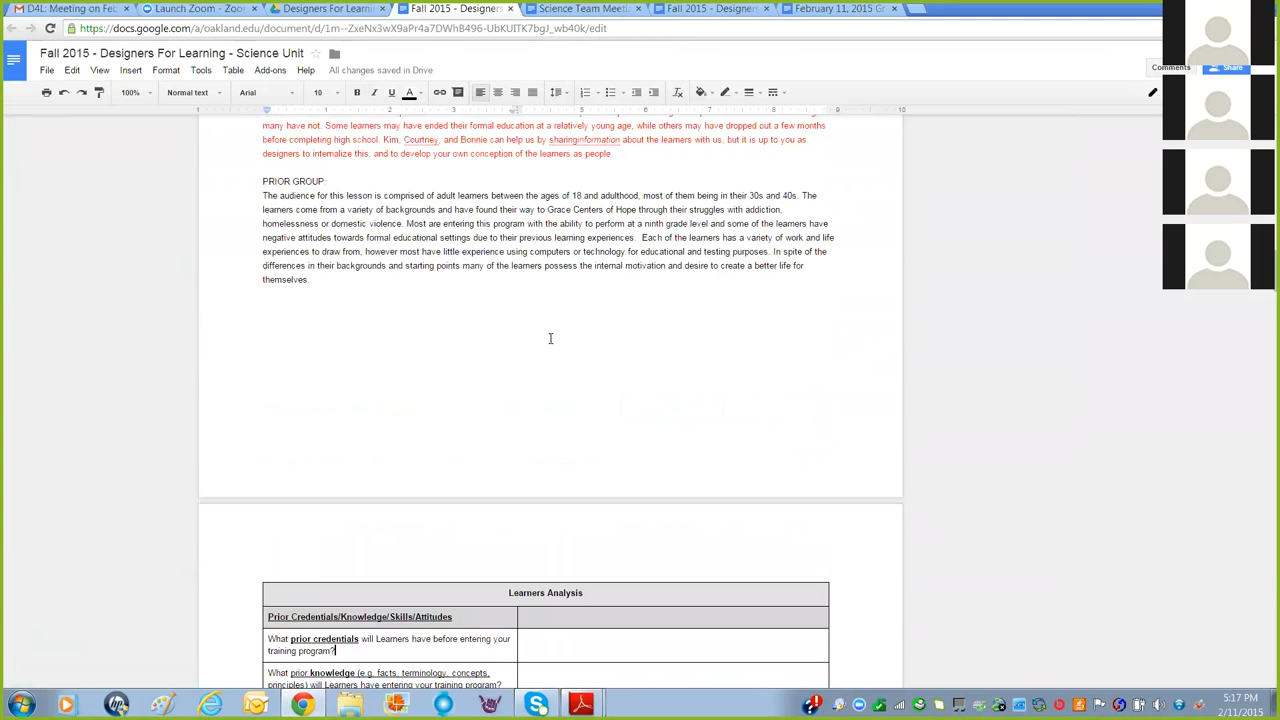 D4L: Meeting on Feb
Launch Zoom - Zoo
Designers For Learnin
Fall 2015 - Designers
Science Team Meeti
Fall 2015 - Designers
February 11, 2015 Gr
https://docs.google.com/a/oakland.edu/document/d/1m--ZxeNx3wX9aPr4a7DWhB496-UbKUITK7bgJ_wb40k/edit
Fall 2015 - Designers For Learning - Science Unit
Comments
Share
File Edit View Insert Format Tools Table Add-ons Help All changes saved in Drive
100% Normal text Arial 10 B I U A
1 1 2 3 5 6 7 8 9 10
many have not. Some learners may have ended their formal education at a relatively young age, while others may have dropped out a few months
before completing high school. Kim, Courtney, and Bonnie can help us by sharinginformation about the learners with us, but it is up to you as
designers to internalize this, and to develop your own conception of the learners as people.
PRIOR GROUP:
The audience for this lesson is comprised of adult learners between the ages of 18 and adulthood, most of them being in their 30s and 40s. The
learners come from a variety of backgrounds and have found their way to Grace Centers of Hope through their struggles with addiction,
homelessness or domestic violence. Most are entering this program with the ability to perform at a ninth grade level and some of the learners have
negative attitudes towards formal educational settings due to their previous learning experiences. Each of the learners has a variety of work and life
experiences to draw from, however most have little experience using computers or technology for educational and testing purposes. In spite of the
differences in their backgrounds and starting points many of the learners possess the internal motivation and desire to create a better life for
themselves.
Learners Analysis
Prior Credentials/Knowledge/Skills/Attitudes
What prior credentials will Learners have before entering your
training program?
What prior knowledge (e.g. facts, terminology, concepts,
principles) will Learners have entering your training program?
5:17 PM
2/11/2015